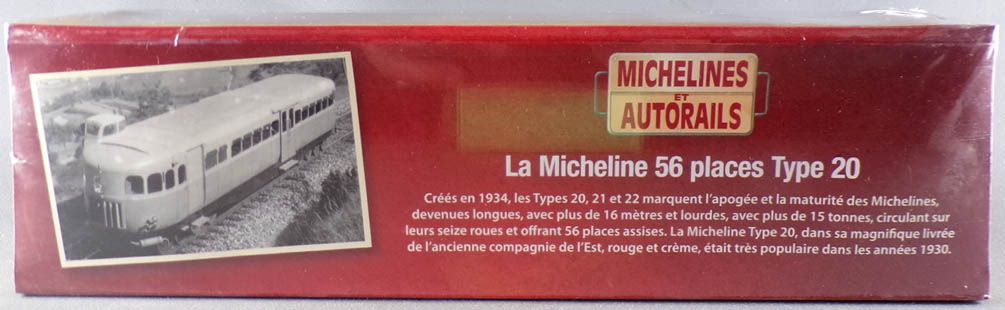 MICHELINES
ET
AUTORAILS
La Micheline 56 places Type 20
Créés en 1934, les Types 20, 21 et 22 marquent l'apogée et la maturité des Michelines,
devenues longues, avec plus de 16 mètres et lourdes, avec plus de 15 tonnes, circulant sur
leurs seize roues et offrant 56 places assises. La Micheline Type 20, dans sa magnifique livrée
de l'ancienne compagnie de l'Est, rouge et crème, était très populaire dans les années 1930.